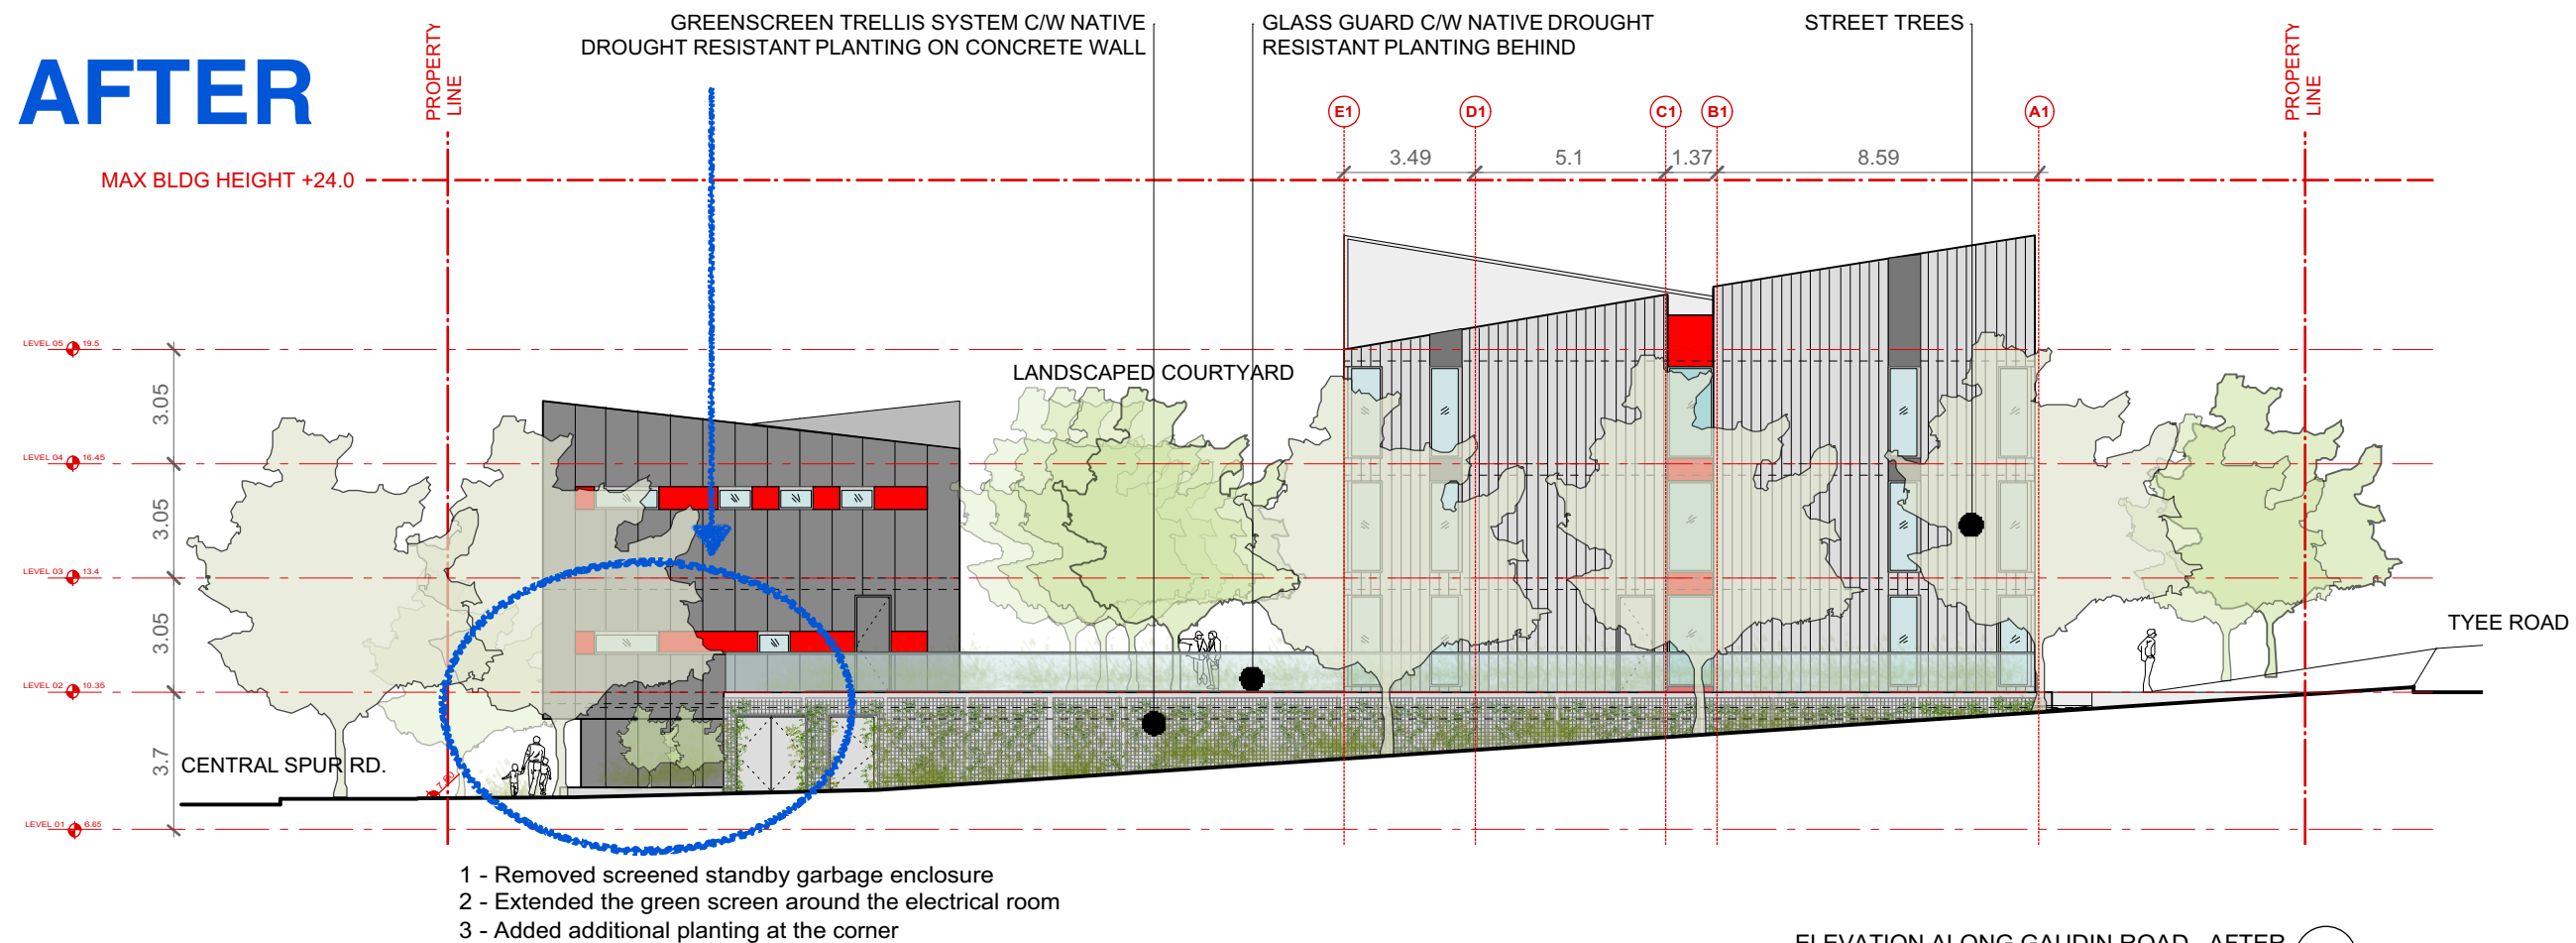 AFTER
PROPERTY
LINE
GREENSCREEN TRELLIS SYSTEM C/W NATIVE
DROUGHT RESISTANT PLANTING ON CONCRETE WALL
GLASS GUARD C/W NATIVE DROUGHT
RESISTANT PLANTING BEHIND
STREET TREES
PROPERTY
LINE
E1
D1
C1
B1
A1
3.49
5.1
1.37
8.59
MAX BLDG HEIGHT +24.0
LEVEL 05 19.5
3.05
LANDSCAPED COURTYARD
LEVEL 04 16.45
3.05
LEVEL 03 13.4
3.05
TYEE ROAD
LEVEL 02 10.35
3.7
CENTRAL SPUR RD.
LEVEL 01 6.65
1 - Removed screened standby garbage enclosure
2 - Extended the green screen around the electrical room
3 - Added additional planting at the corner
ELEVATION ALONG GAUDIN ROAD - AFTER